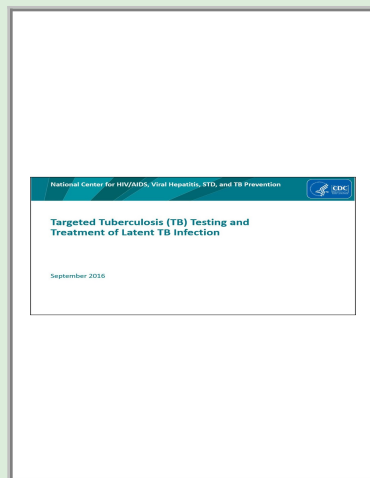 National Center for HIV/AIDS, Viral Hepatitis, STD, and TB Prevention
CDC
Targeted Tuberculosis (TB) Testing and
Treatment of Latent TB Infection
September 2016